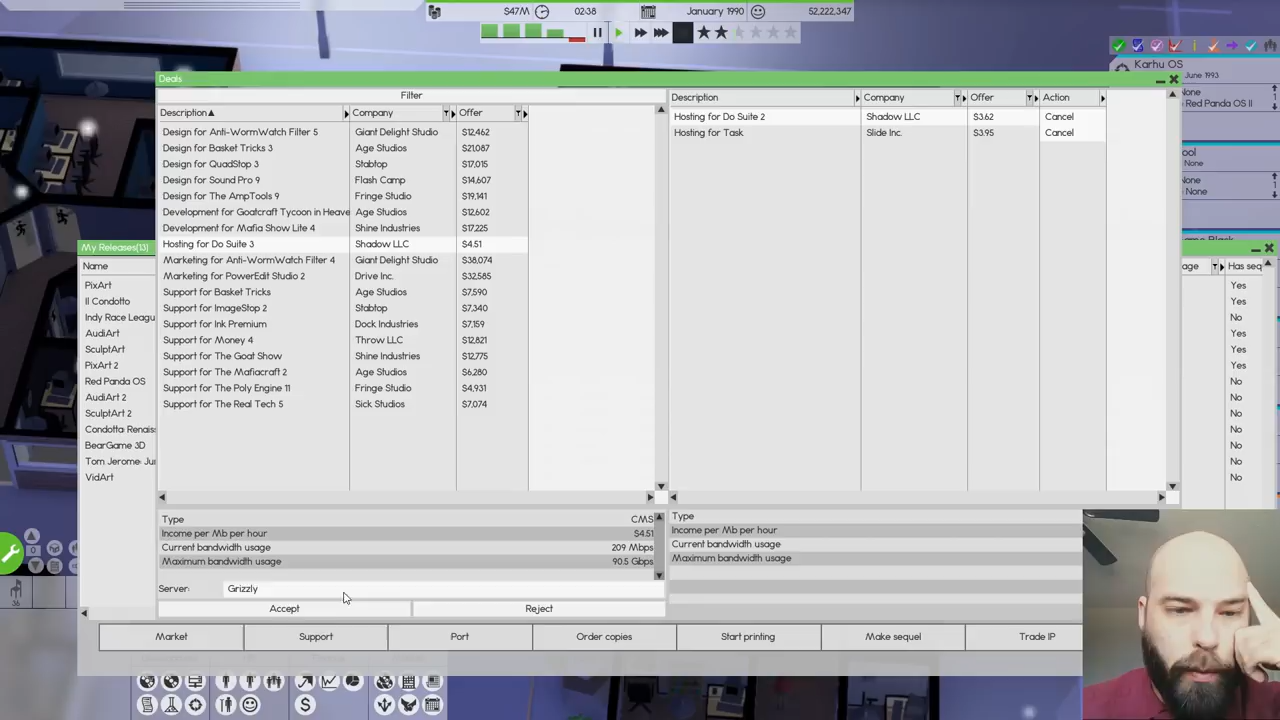 $47M 02:38 January 1990 52,222,347
Karhu OS
June 1993
None
Red Panda OS II
None
None
Deals
Filter
Description Company Offer
Design for Anti-WormWatch Filter 5 Giant Delight Studio $12,462
Design for Basket Tricks 3 Age Studios $21,087
Design for QuadStop 3 Stabtop $17,015
Design for Sound Pro 9 Flash Camp $14,607
Design for The AmpTools 9 Fringe Studio $19,141
Development for Goatcraft Tycoon in Heave Age Studios $12,602
Development for Mafia Show Lite 4 Shine Industries $17,225
Hosting for Do Suite 3 Shadow LLC $4.51
Marketing for Anti-WormWatch Filter 4 Giant Delight Studio $38,074
Marketing for PowerEdit Studio 2 Drive Inc. $32,585
Support for Basket Tricks Age Studios $7,590
Support for ImageStop 2 Stabtop $7,340
Support for Ink Premium Dock Industries $7,159
Support for Money 4 Throw LLC $12,821
Support for The Goat Show Shine Industries $12,775
Support for The Mafiacraft 2 Age Studios $6,280
Support for The Poly Engine 11 Fringe Studio $4,931
Support for The Real Tech 5 Sick Studios $7,074
Description Company Offer Action
Hosting for Do Suite 2 Shadow LLC $3.62 Cancel
Hosting for Task Slide Inc. $3.95 Cancel
Type CMS
Income per Mb per hour $4.51
Current bandwidth usage 209 Mbps
Maximum bandwidth usage 90.5 Gbps
Server: Grizzly
Accept Reject
Type
Income per Mb per hour
Current bandwidth usage
Maximum bandwidth usage
My Releases(13)
Name
PixArt
Il Condotto
Indy Race Leagu
AudiArt
SculptArt
PixArt 2
Red Panda OS
AudiArt 2
SculptArt 2
Condotta: Renais
BearGame 3D
Tom Jerome: Ju
VidArt
age Has seq
Yes
Yes
No
Yes
Yes
Yes
No
No
No
No
No
No
No
Market Support Port Order copies Start printing Make sequel Trade IP